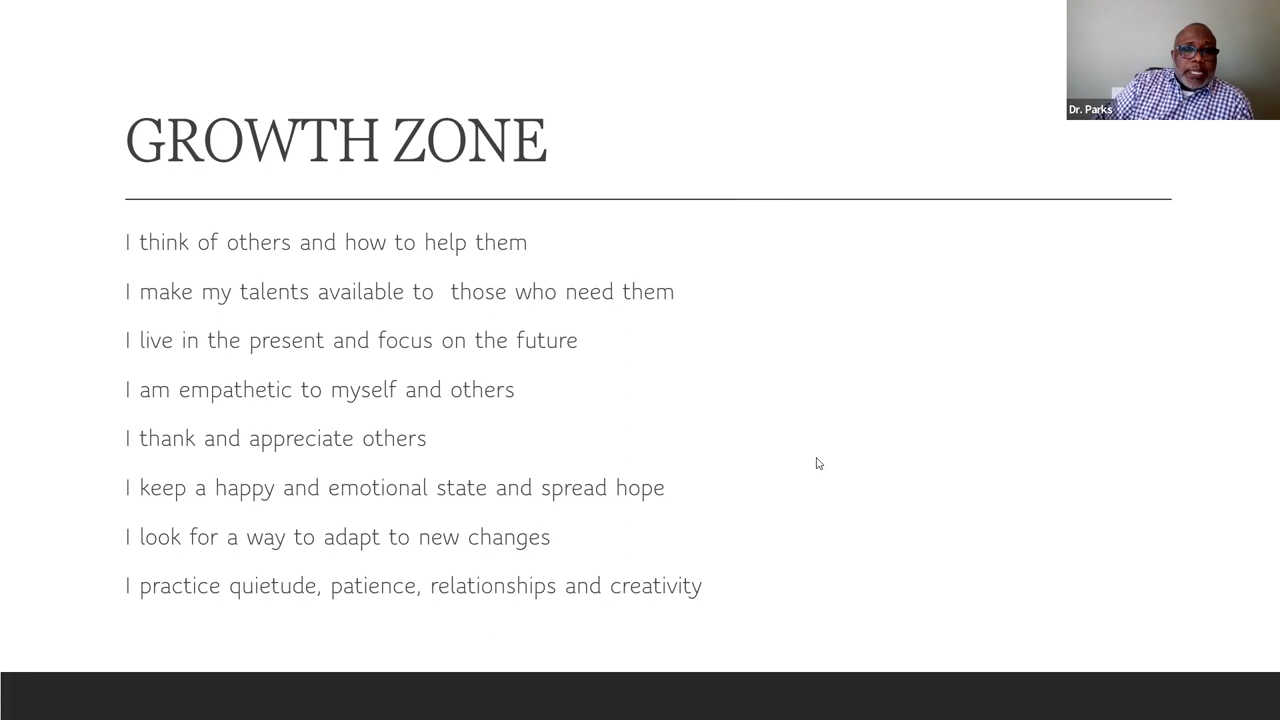 GROWTH ZONE
I think of others and how to help them
I make my talents available to  those who need them
I live in the present and focus on the future
I am empathetic to myself and others
I thank and appreciate others
I keep a happy and emotional state and spread hope
I look for a way to adapt to new changes
I practice quietude, patience, relationships and creativity
Dr. Parks